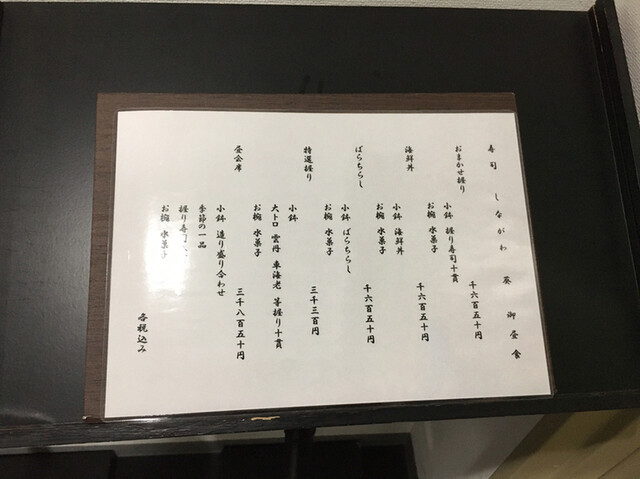 寿司 しながわ 葵 御昼食
おまかせ握り 千六百五十円
小鉢 握り寿司十貫
お椀 水菓子
海鮮丼 千六百五十円
小鉢 海鮮丼
お椀 水菓子
ばらちらし 千六百五十円
小鉢 ばらちらし
お椀 水菓子
特選握り 三千三百円
小鉢
大トロ 雲丹 車海老 等握り十貫
お椀 水菓子
昼会席 三千八百五十円
小鉢 造り盛り合わせ
季節の一品
握り寿司
お椀 水菓子
各税込み